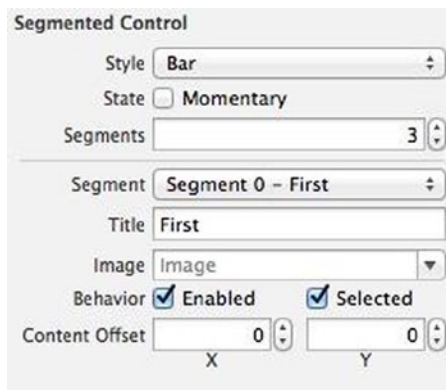 Segmented Control
Style Bar
State Momentary
Segments 3
Segment Segment 0 – First
Title First
Image Image
Behavior Enabled Selected
Content Offset 0 0
X Y